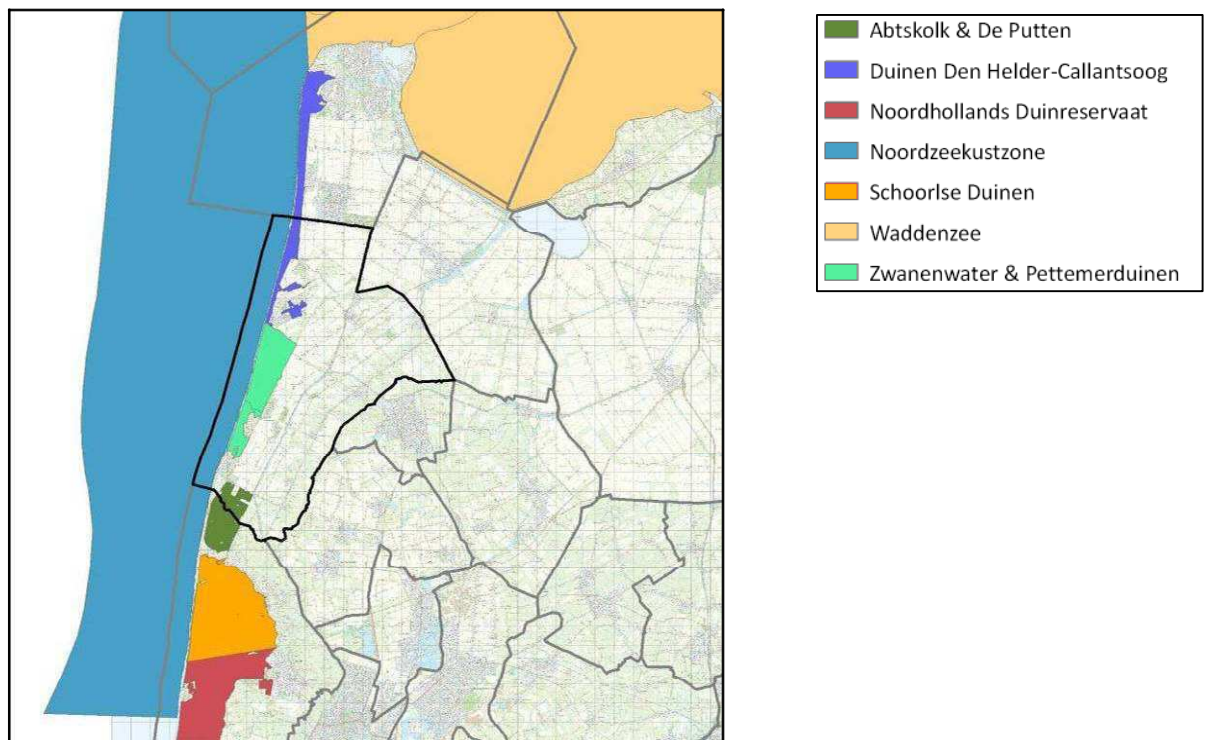 Abtskolk & De Putten
Duinen Den Helder-Callantsoog
Noordhollands Duinreservaat
Noordzeekustzone
Schoorlse Duinen
Waddenzee
Zwanenwater & Pettemerduinen